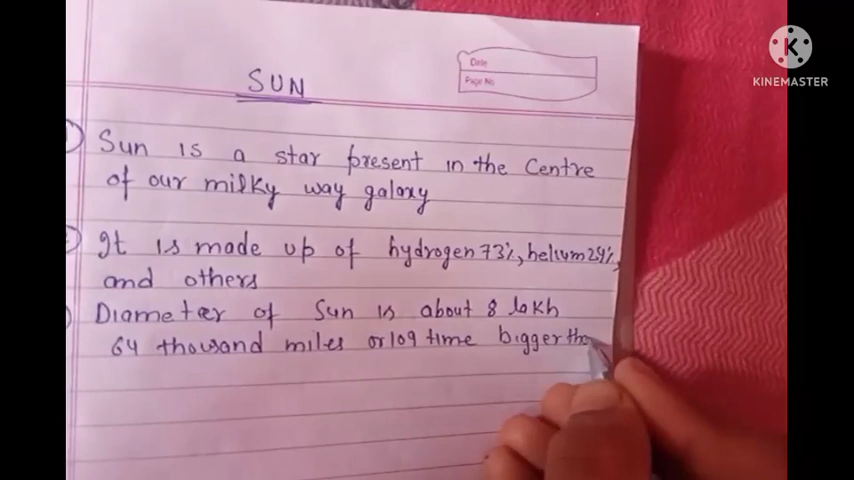 KINEMASTER
SUN
Date
Page No
Sun is a star present in the Centre
of our milky way galaxy
It is made up of hydrogen 73%, helium 29%,
and others
Diameter of Sun is about 8 lakh
64 thousand miles or 109 time bigger tha